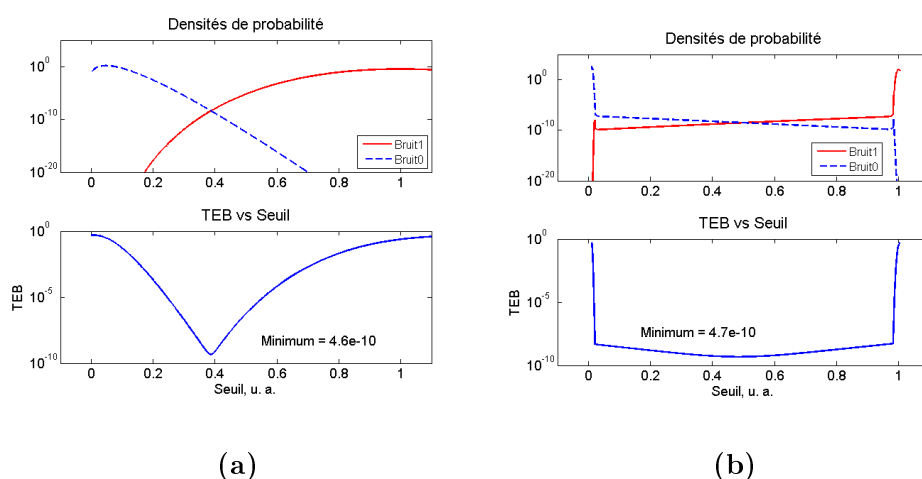 Densités de probabilité
10^0
10^-10
10^-20
0 0.2 0.4 0.6 0.8 1
Bruit1
Bruit0
TEB vs Seuil
10^0
10^-5
10^-10
TEB
Minimum = 4.6e-10
0 0.2 0.4 0.6 0.8 1
Seuil, u. a.
(a)
Densités de probabilité
10^0
10^-10
10^-20
0 0.2 0.4 0.6 0.8 1
Bruit1
Bruit0
TEB vs Seuil
10^0
10^-5
10^-10
TEB
Minimum = 4.7e-10
0 0.2 0.4 0.6 0.8 1
Seuil, u. a.
(b)